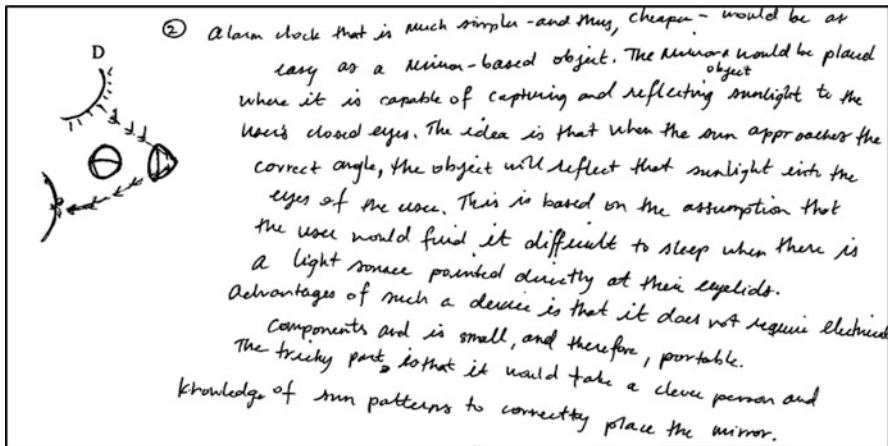 D
② Alarm clock that is much simpler - and thus, cheaper - would be as
easy as a mirror-based object. The mirror would be placed
object
where it is capable of capturing and reflecting sunlight to the
user's closed eyes. The idea is that when the sun approaches the
correct angle, the object will reflect that sunlight into the
eyes of the user. This is based on the assumption that
the user would find it difficult to sleep when there is
a light source pointed directly at their eyelids.
Advantages of such a device is that it does not require electrical
components and is small, and therefore, portable.
The tricky part is that it would take a clever person and
knowledge of sun patterns to correctly place the mirror.